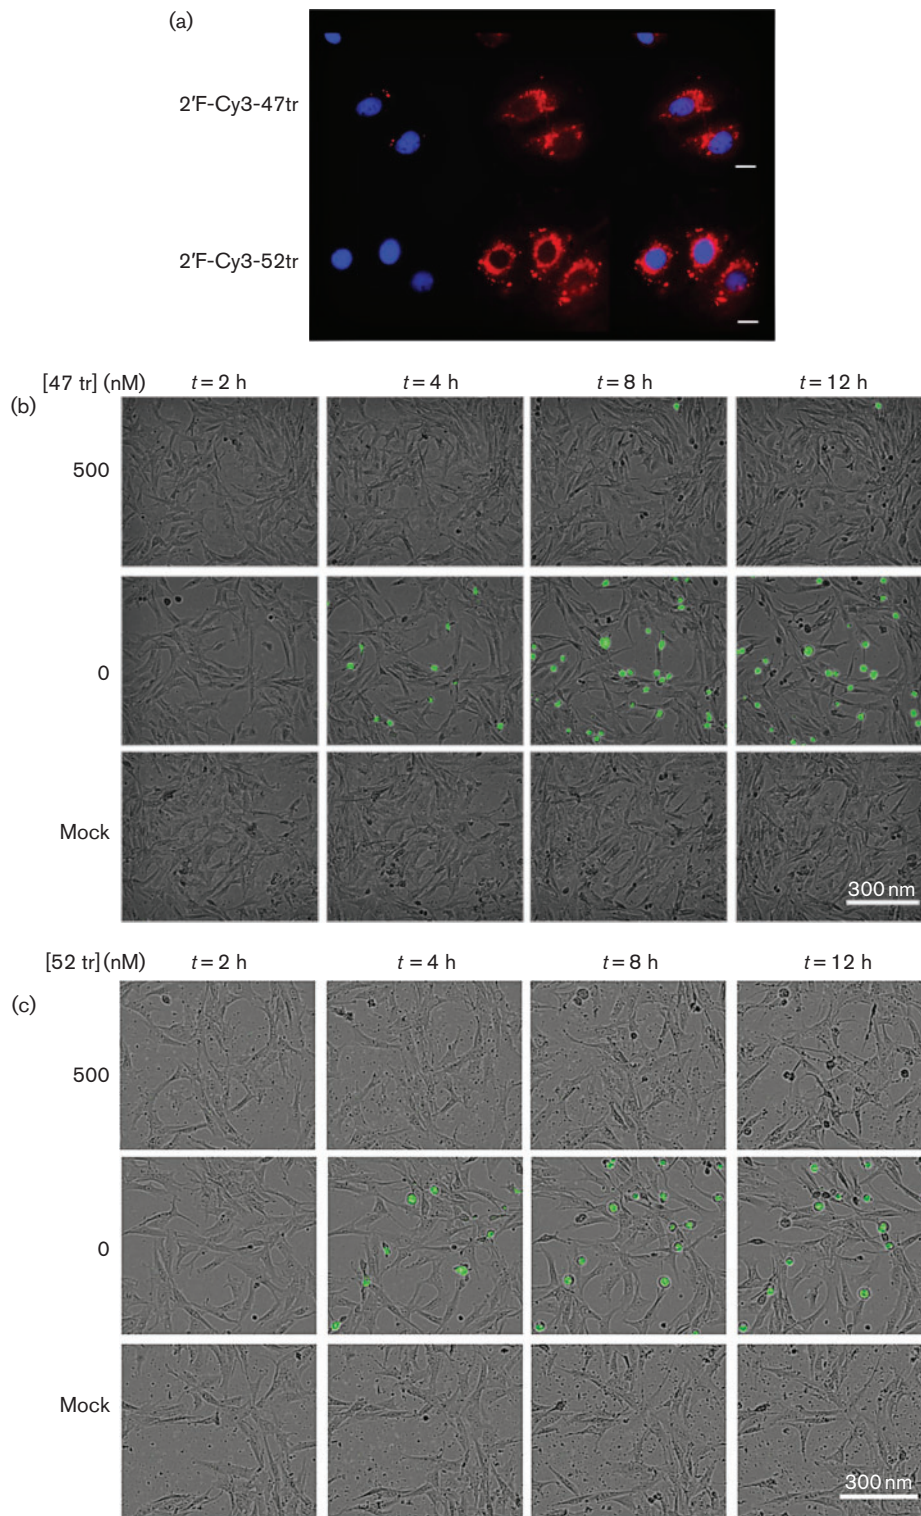 (a)
2′F-Cy3-47tr
2′F-Cy3-52tr
[47 tr] (nM) t = 2 h t = 4 h t = 8 h t = 12 h
(b)
500
0
Mock
300 nm
[52 tr] (nM) t = 2 h t = 4 h t = 8 h t = 12 h
(c)
500
0
Mock
300 nm